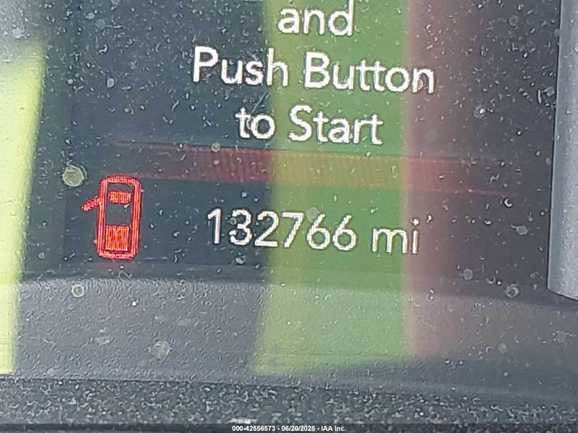 and
Push Button
to Start
132766 mi
000-42556573 - 06/20/2025 - IAA Inc.